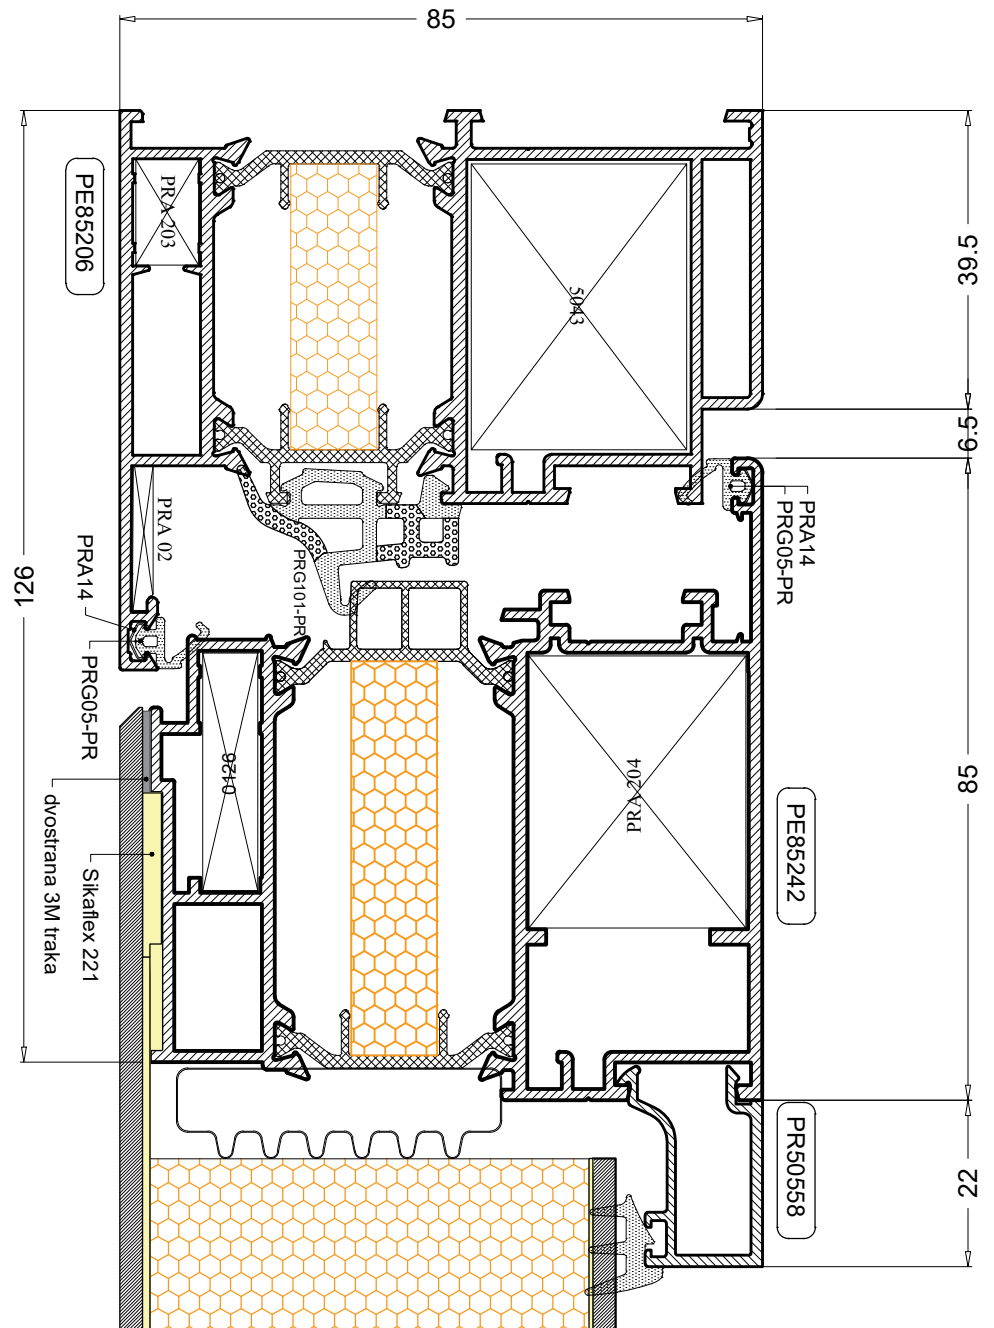 85
PE85206
PRA 203
5043
39.5
6.5
PRA14
PRG05-PR
PRA 02
PRG101-PR
126
PRA14
PRG05-PR
0126
PRA 204
PE85242
85
dvostrana 3M traka
Sikaflex 221
PR50558
22